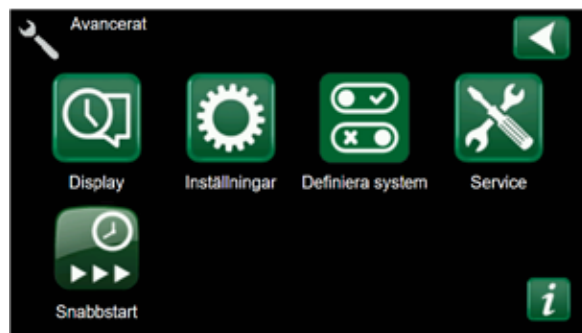 Avancerat
Display
Inställningar
Definiera system
Service
Snabbstart
i